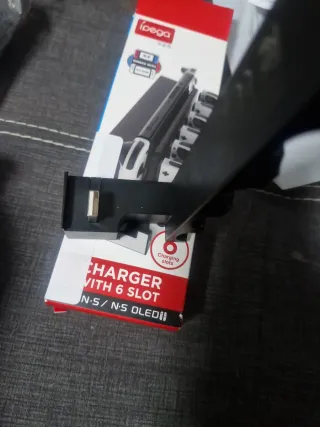 ipega
6
Charging
slots
CHARGER
WITH 6 SLOT
N-S / N-S OLED